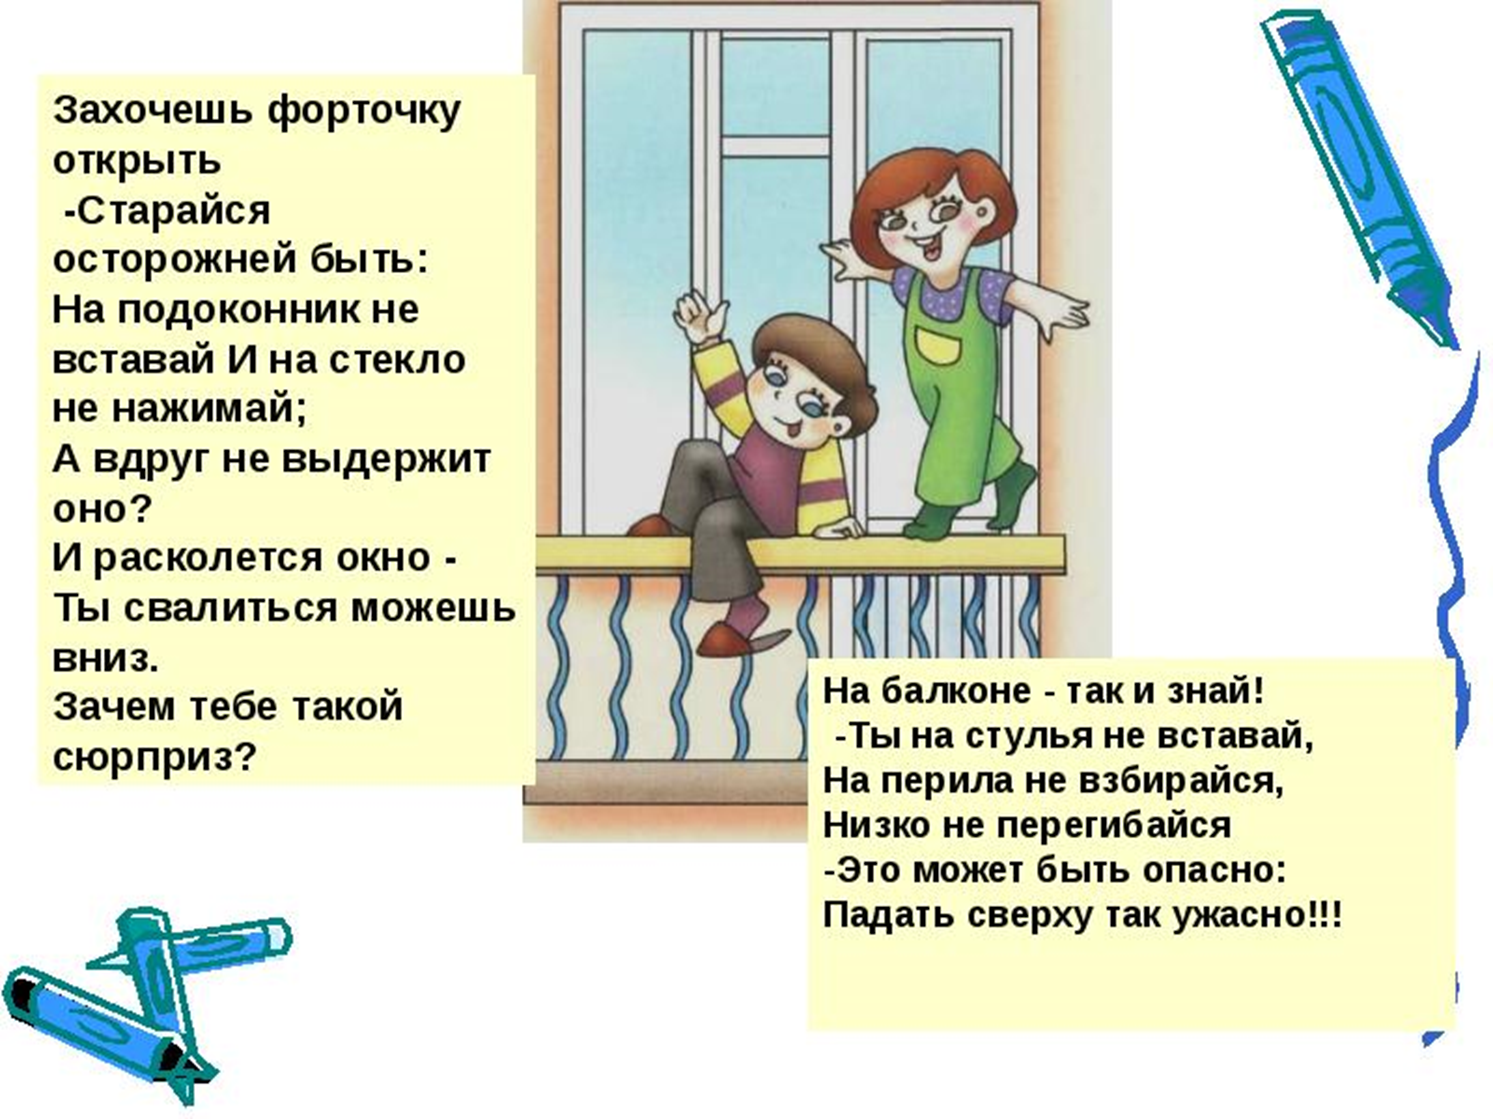 Захочешь форточку
открыть
-Старайся
осторожней быть:
На подоконник не
вставай И на стекло
не нажимай;
А вдруг не выдержит
оно?
И расколется окно -
Ты свалиться можешь
вниз.
Зачем тебе такой
сюрприз?
На балконе - так и знай!
-Ты на стулья не вставай,
На перила не взбирайся,
Низко не перегибайся
-Это может быть опасно:
Падать сверху так ужасно!!!